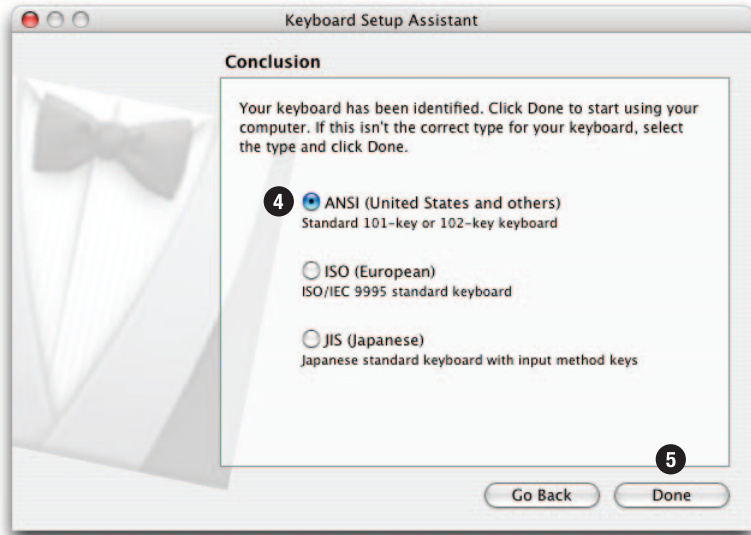 Keyboard Setup Assistant
Conclusion
Your keyboard has been identified. Click Done to start using your
computer. If this isn't the correct type for your keyboard, select
the type and click Done.
4 ANSI (United States and others)
Standard 101-key or 102-key keyboard
ISO (European)
ISO/IEC 9995 standard keyboard
JIS (Japanese)
Japanese standard keyboard with input method keys
5
Go Back Done